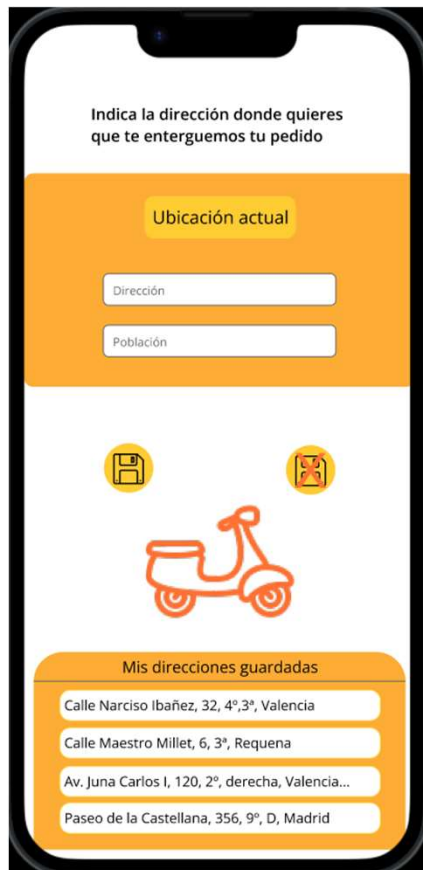 Indica la dirección donde quieres
que te enterguemos tu pedido
Ubicación actual
Dirección
Población
Mis direcciones guardadas
Calle Narciso Ibañez, 32, 4º,3ª, Valencia
Calle Maestro Millet, 6, 3ª, Requena
Av. Juna Carlos I, 120, 2º, derecha, Valencia...
Paseo de la Castellana, 356, 9º, D, Madrid